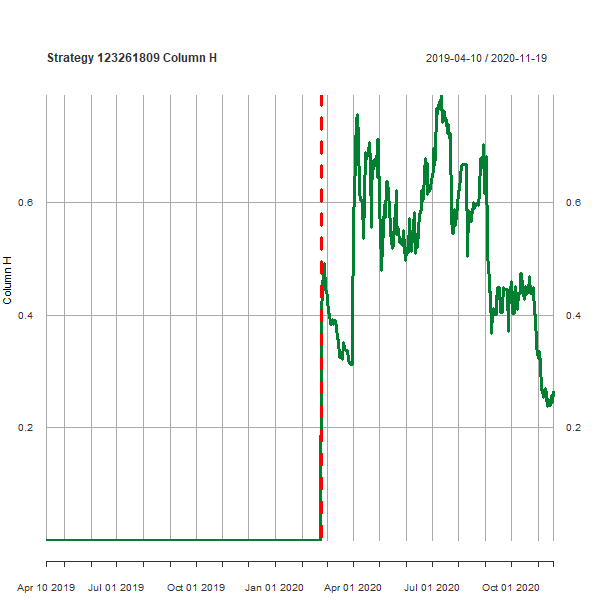 Strategy 123261809 Column H
2019-04-10 / 2020-11-19
0.6
0.6
Column H
0.4
0.4
0.2
0.2
Apr 10 2019
Jul 01 2019
Oct 01 2019
Jan 01 2020
Apr 01 2020
Jul 01 2020
Oct 01 2020